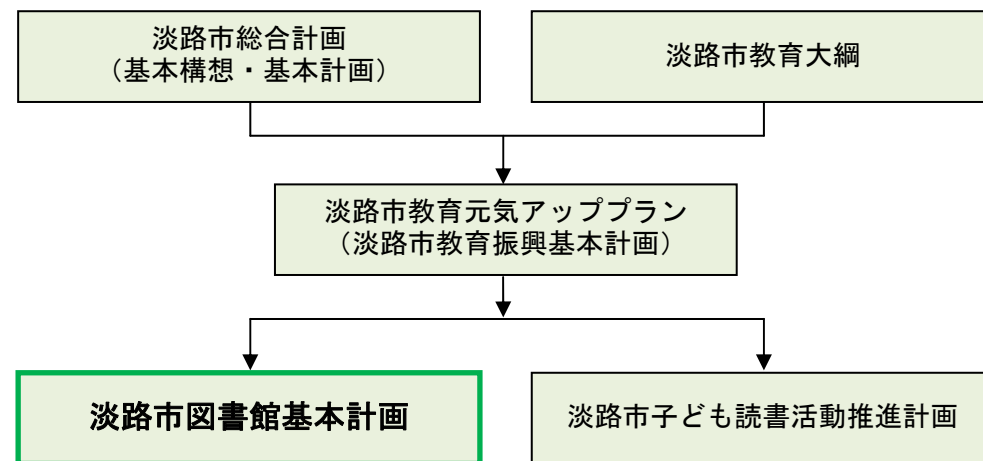 淡路市総合計画
（基本構想・基本計画）
淡路市教育大綱
淡路市教育元気アッププラン
（淡路市教育振興基本計画）
淡路市図書館基本計画
淡路市子ども読書活動推進計画